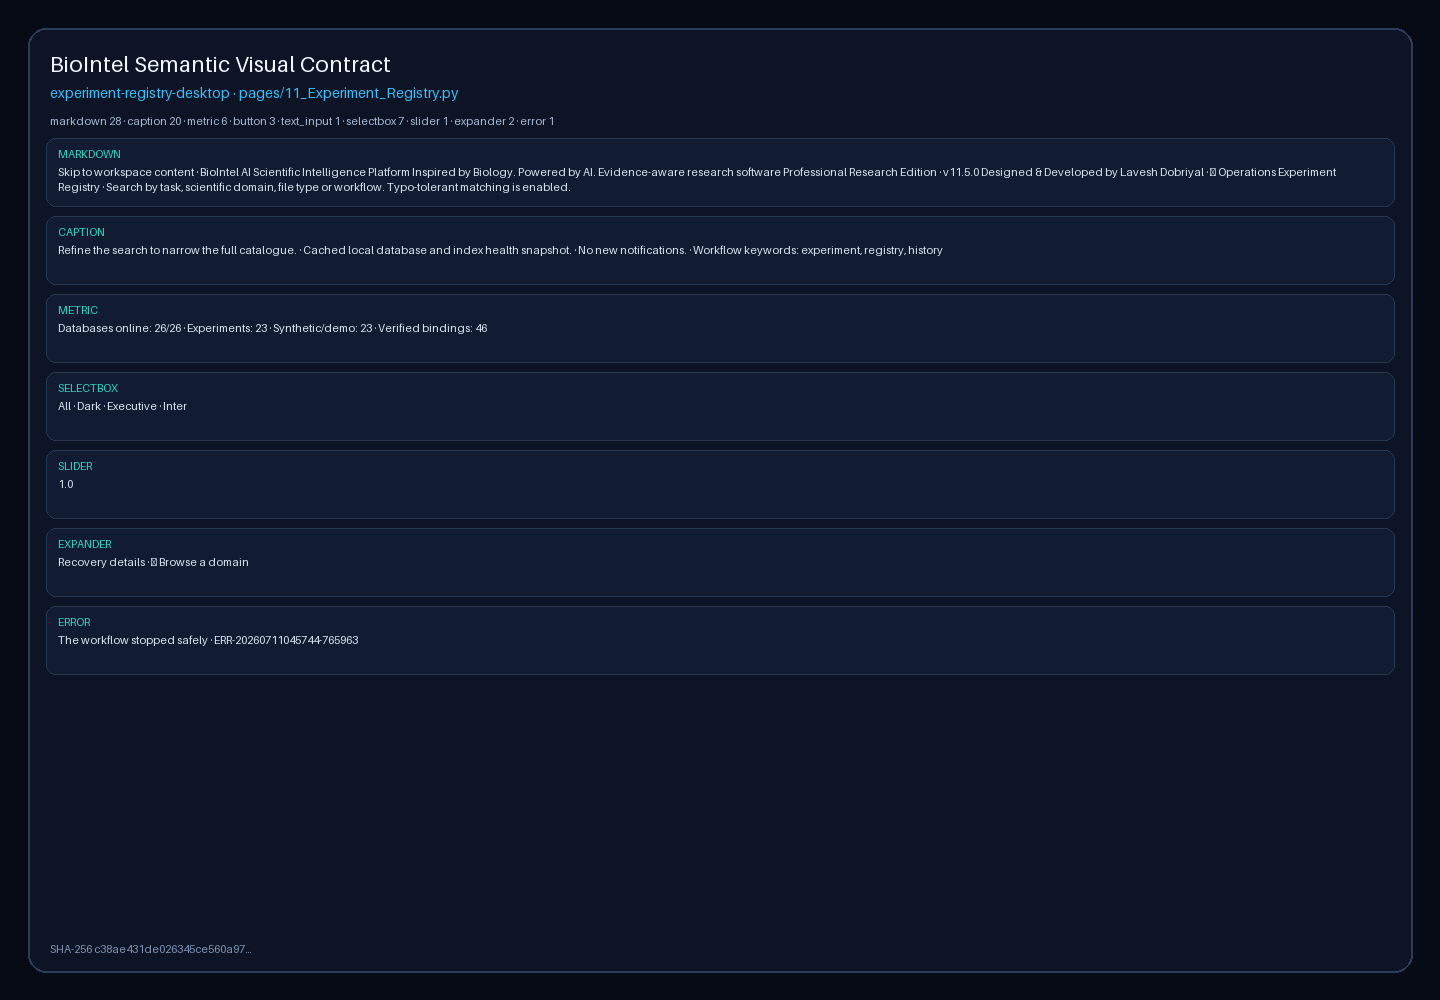 BioIntel Semantic Visual Contract
experiment-registry-desktop · pages/11_Experiment_Registry.py
markdown 28 · caption 20 · metric 6 · button 3 · text_input 1 · selectbox 7 · slider 1 · expander 2 · error 1
MARKDOWN
Skip to workspace content · BioIntel AI Scientific Intelligence Platform Inspired by Biology. Powered by AI. Evidence-aware research software Professional Research Edition · v11.5.0 Designed & Developed by Lavesh Dobriyal · Operations Experiment
Registry · Search by task, scientific domain, file type or workflow. Typo-tolerant matching is enabled.
CAPTION
Refine the search to narrow the full catalogue. · Cached local database and index health snapshot. · No new notifications. · Workflow keywords: experiment, registry, history
METRIC
Databases online: 26/26 · Experiments: 23 · Synthetic/demo: 23 · Verified bindings: 46
SELECTBOX
All · Dark · Executive · Inter
SLIDER
1.0
EXPANDER
Recovery details · Browse a domain
ERROR
The workflow stopped safely · ERR-20260711045744-765963
SHA-256 c38ae431de026345ce560a97…